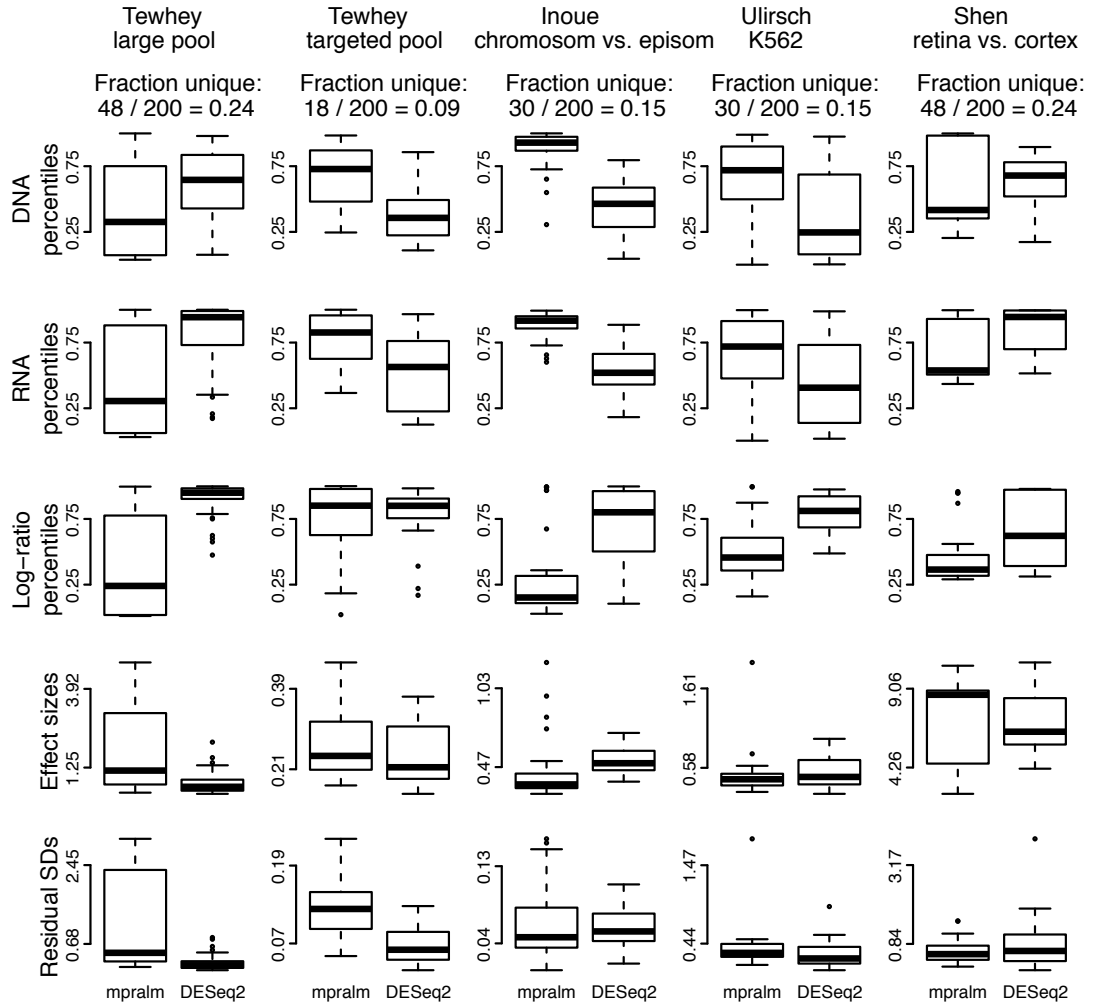 Tewhey
large pool
Tewhey
targeted pool
Inoue
chromosom vs. episom
Ulirsch
K562
Shen
retina vs. cortex
Fraction unique:
48 / 200 = 0.24
Fraction unique:
18 / 200 = 0.09
Fraction unique:
30 / 200 = 0.15
Fraction unique:
30 / 200 = 0.15
Fraction unique:
48 / 200 = 0.24
DNA
percentiles
0.75
0.25
0.75
0.25
0.75
0.25
0.75
0.25
0.75
0.25
RNA
percentiles
0.75
0.25
0.75
0.25
0.75
0.25
0.75
0.25
0.75
0.25
Log−ratio
percentiles
0.75
0.25
0.75
0.25
0.75
0.25
0.75
0.25
0.75
0.25
Effect sizes
3.92
1.25
0.39
0.21
1.03
0.47
1.61
0.58
9.06
4.26
Residual SDs
2.45
0.68
0.19
0.07
0.13
0.04
1.47
0.44
3.17
0.84
mpralm DESeq2
mpralm DESeq2
mpralm DESeq2
mpralm DESeq2
mpralm DESeq2